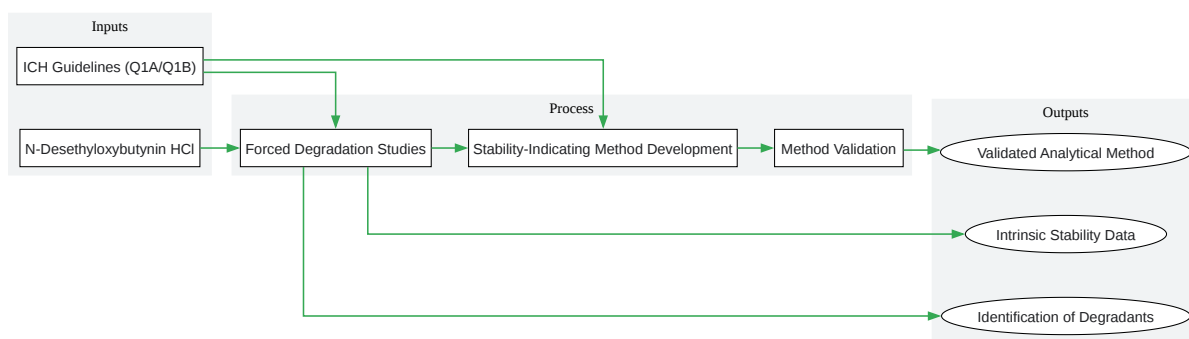 Inputs
ICH Guidelines (Q1A/Q1B)
N-Desethyloxybutynin HCl
Process
Forced Degradation Studies
Stability-Indicating Method Development
Method Validation
Outputs
Validated Analytical Method
Intrinsic Stability Data
Identification of Degradants